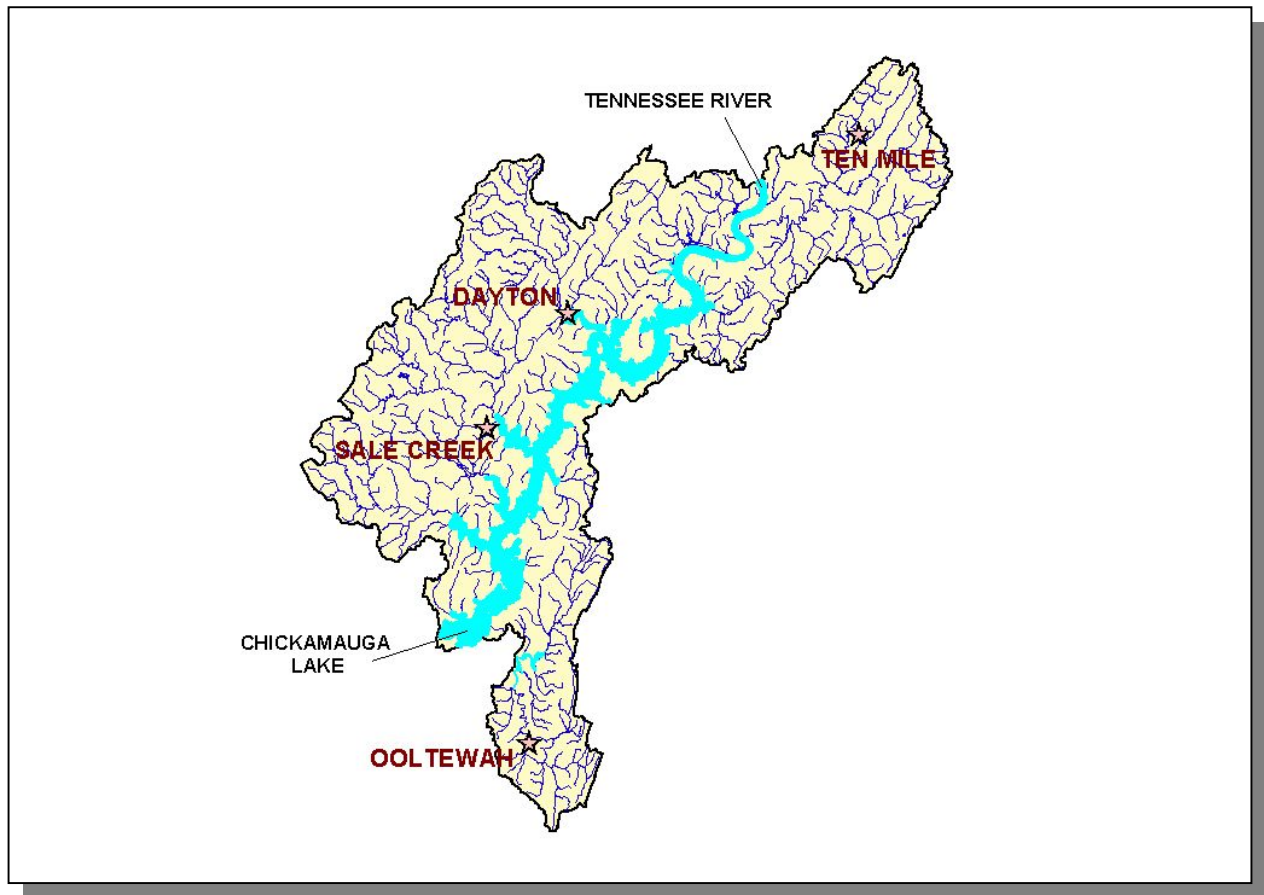 TENNESSEE RIVER
TEN MILE
DAYTON
SALE CREEK
CHICKAMAUGA
LAKE
OOLTEWAH